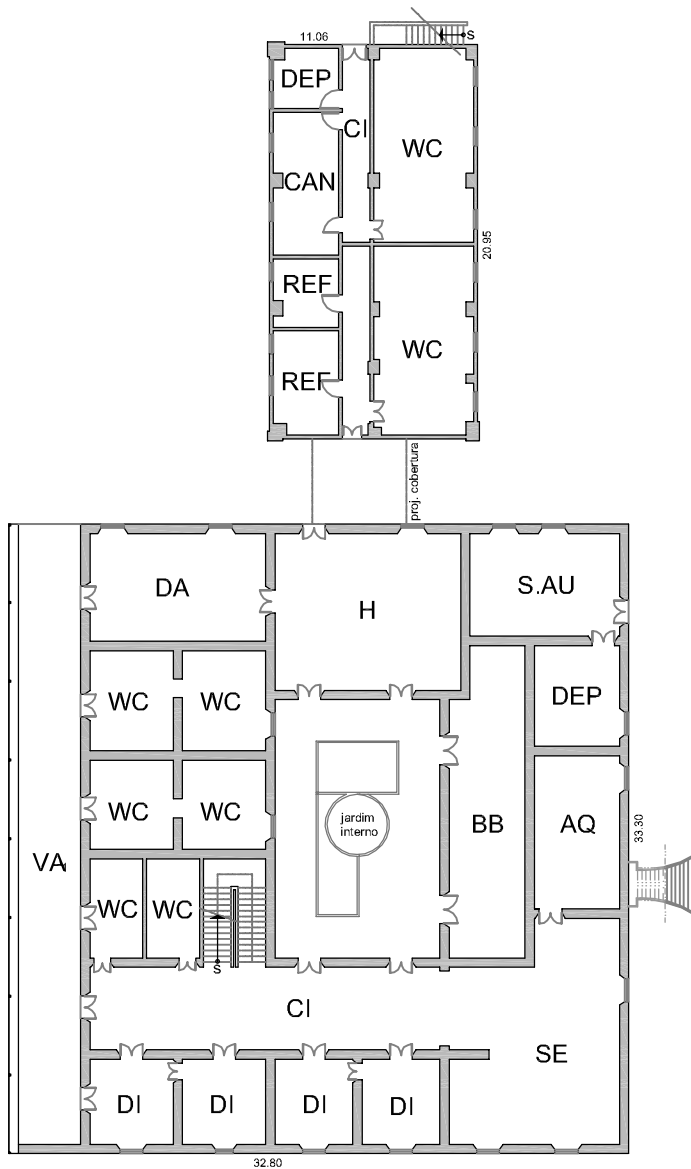 11.06
S
DEP
CI
WC
CAN
20.95
REF
WC
REF
proj. cobertura
DA
S.AU
H
WC
WC
DEP
WC
WC
jardim
interno
BB
AQ
33.30
VA
WC
WC
S
CI
SE
DI
DI
DI
DI
32.80